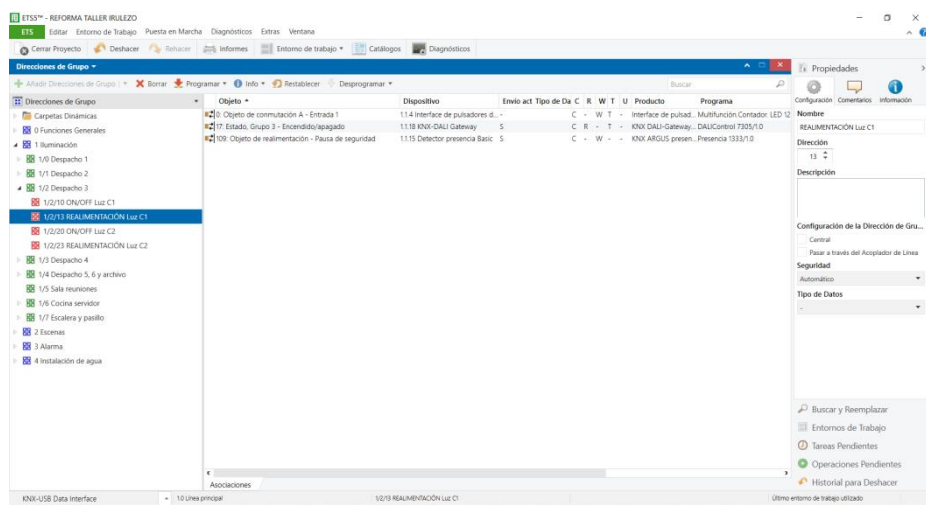 ETS5™ - REFORMA TALLER IRULEZO
ETS Editar Entorno de Trabajo Puesta en Marcha Diagnósticos Extras Ventana
Cerrar Proyecto Deshacer Rehacer Informes Entorno de trabajo Catálogos Diagnósticos
Direcciones de Grupo
Añadir Direcciones de Grupo Borrar Programar Info Restablecer Desprogramar Buscar
Direcciones de Grupo
Carpetas Dinámicas
0 Funciones Generales
1 Iluminación
1/0 Despacho 1
1/1 Despacho 2
1/2 Despacho 3
1/2/10 ON/OFF Luz C1
1/2/13 REALIMENTACIÓN Luz C1
1/2/20 ON/OFF Luz C2
1/2/23 REALIMENTACIÓN Luz C2
1/3 Despacho 4
1/4 Despacho 5, 6 y archivo
1/5 Sala reuniones
1/6 Cocina servidor
1/7 Escalera y pasillo
2 Escenas
3 Alarma
4 Instalación de agua
Objeto Dispositivo Envío act Tipo de Da C R W T U Producto Programa
0: Objeto de conmutación A - Entrada 1 1.1.4 Interface de pulsadores d... - C - W T - Interface de pulsad... Multifunción.Contador. LED 12
17: Estado, Grupo 3 - Encendido/apagado 1.1.18 KNX-DALI Gateway S C R - T - KNX DALI-Gateway... DALIControl 7305/1.0
109: Objeto de realimentación - Pausa de seguridad 1.1.15 Detector presencia Basic S C - W - - KNX ARGUS presen... Presencia 1333/1.0
Asociaciones
Propiedades
Configuración Comentarios Información
Nombre
REALIMENTACIÓN Luz C1
Dirección
13
Descripción
Configuración de la Dirección de Gru...
Central
Pasar a través del Acoplador de Línea
Seguridad
Automático
Tipo de Datos
-
Buscar y Reemplazar
Entornos de Trabajo
Tareas Pendientes
Operaciones Pendientes
Historial para Deshacer
KNX-USB Data Interface 1.0 Línea principal 1/2/13 REALIMENTACIÓN Luz C1 Último entorno de trabajo utilizado